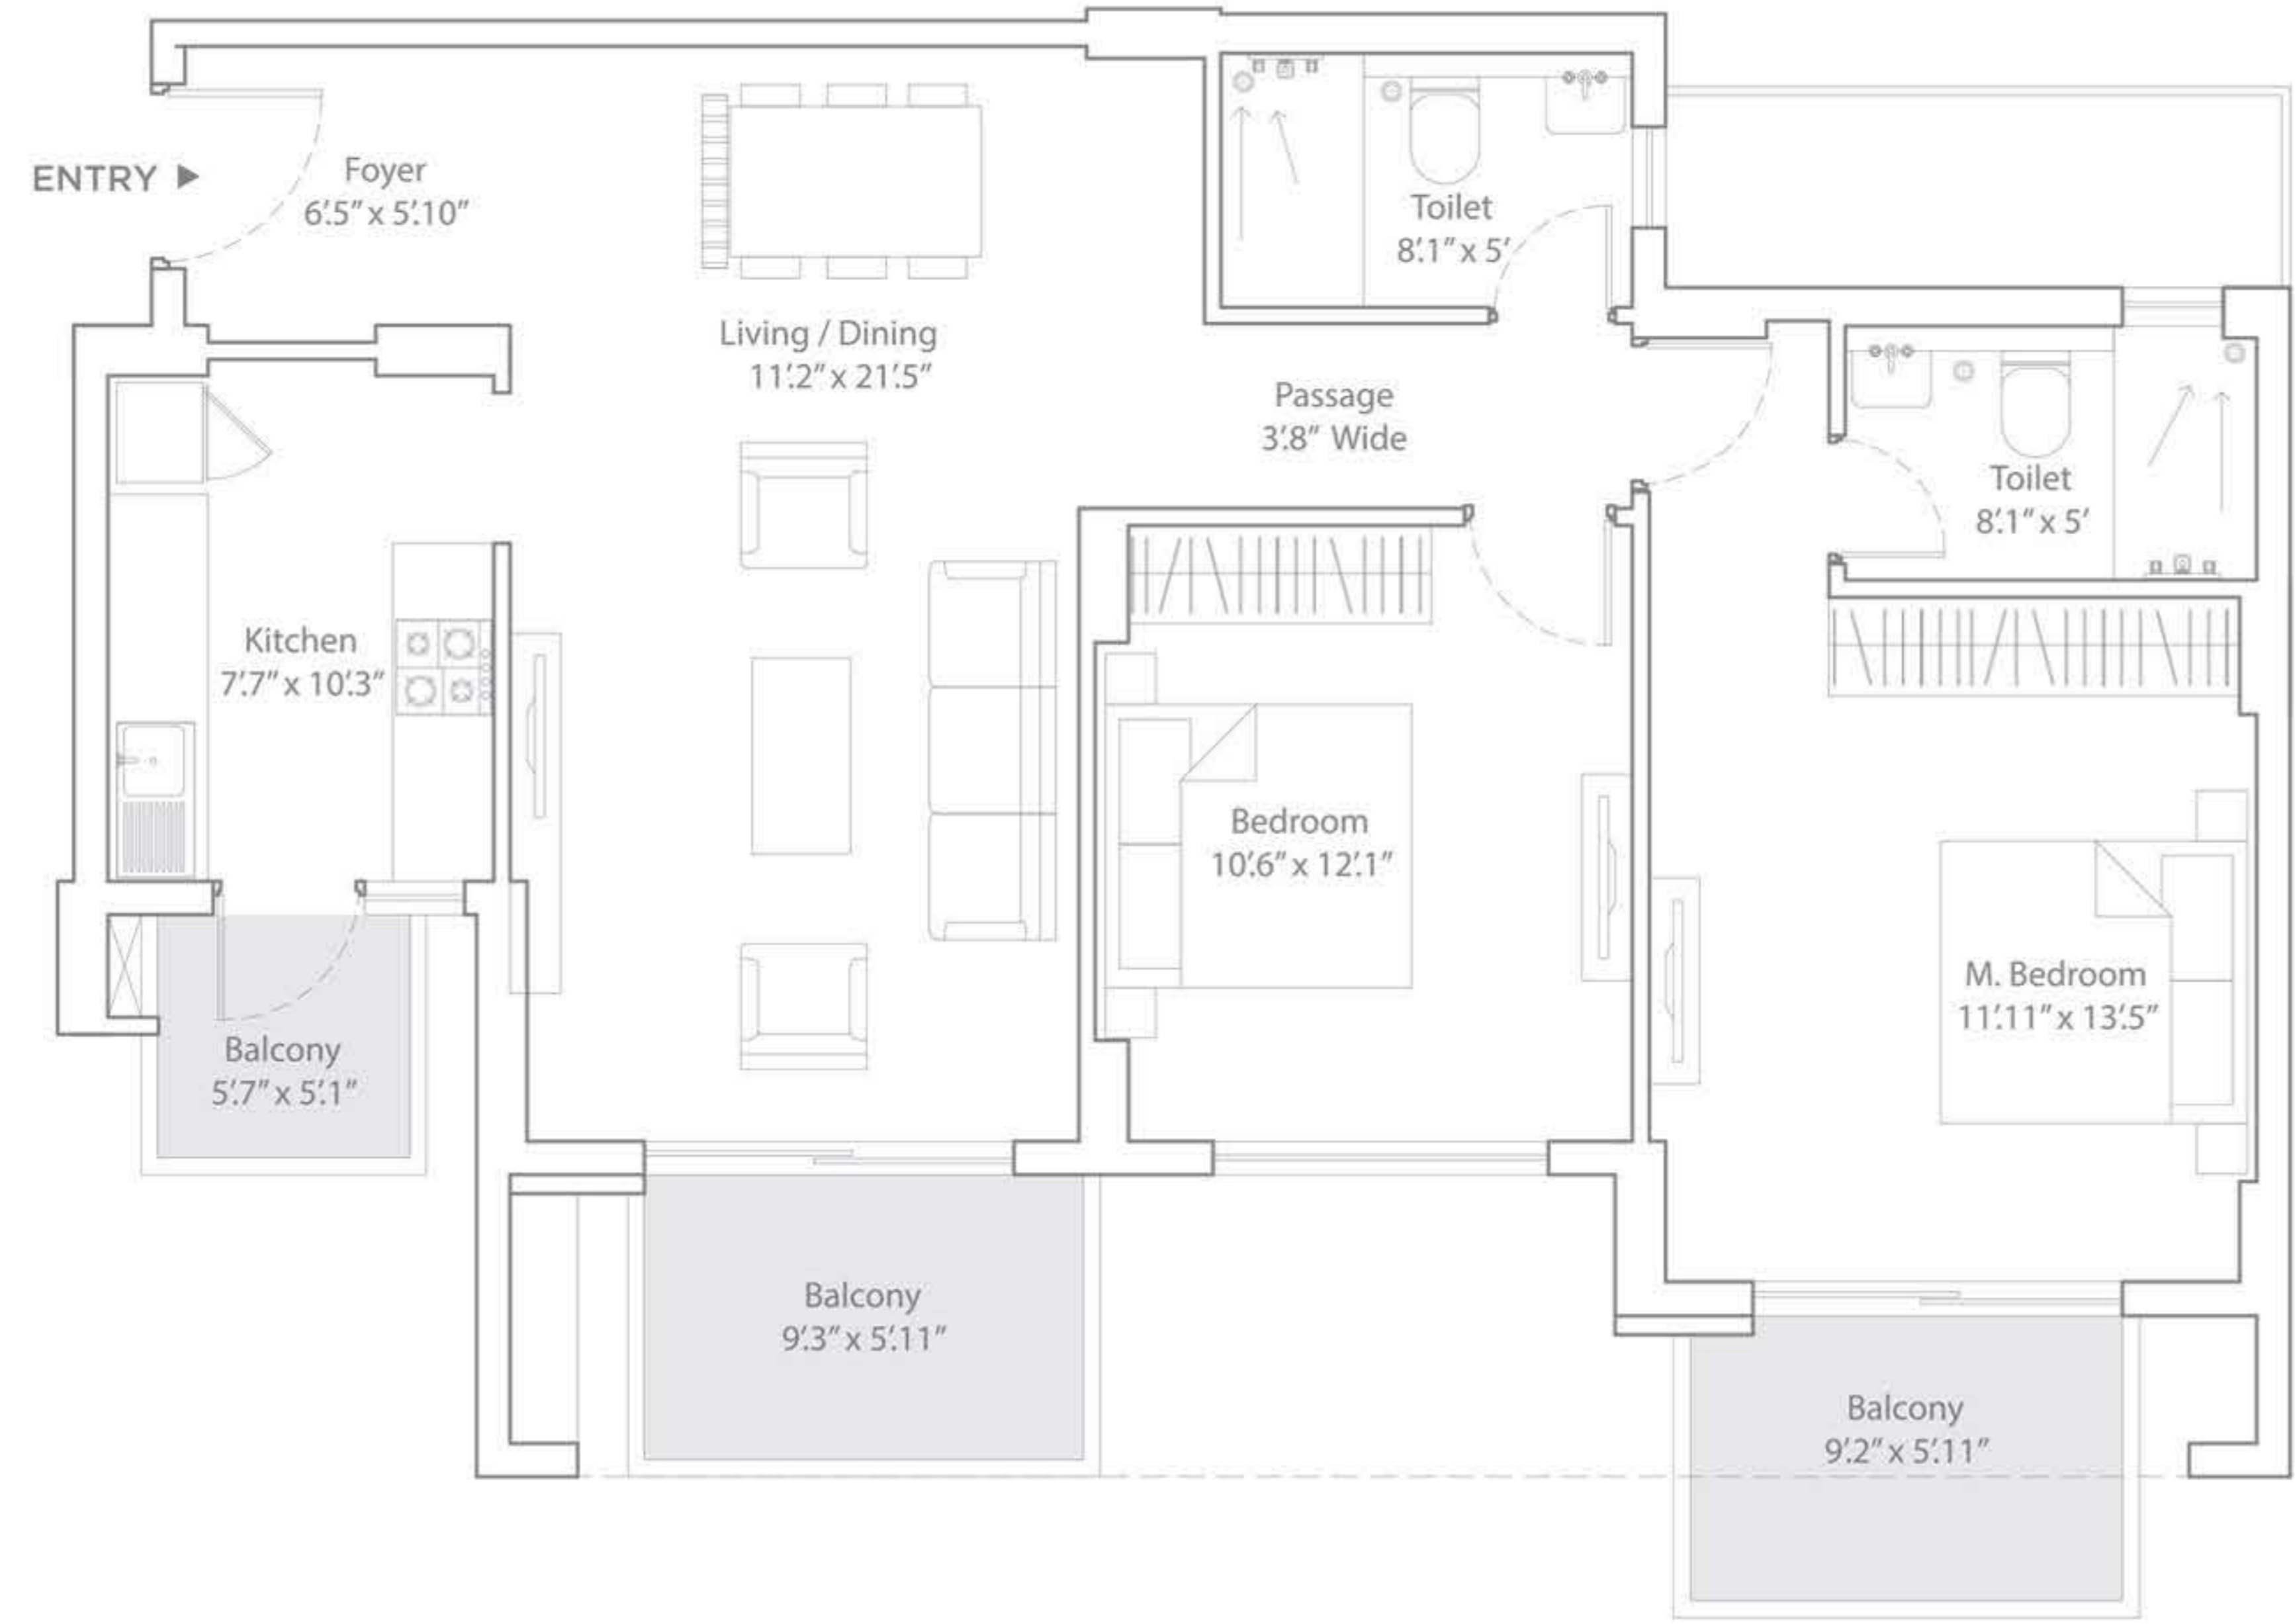 ENTRY ▶
Foyer
6'.5" x 5'.10"
Toilet
8'.1" x 5'
Living / Dining
11'.2" x 21'.5"
Passage
3'.8" Wide
Toilet
8'.1" x 5'
Kitchen
7'.7" x 10'.3"
Bedroom
10'.6" x 12'.1"
M. Bedroom
11'.11" x 13'.5"
Balcony
5'.7" x 5'.1"
Balcony
9'.3" x 5'.11"
Balcony
9'.2" x 5'.11"